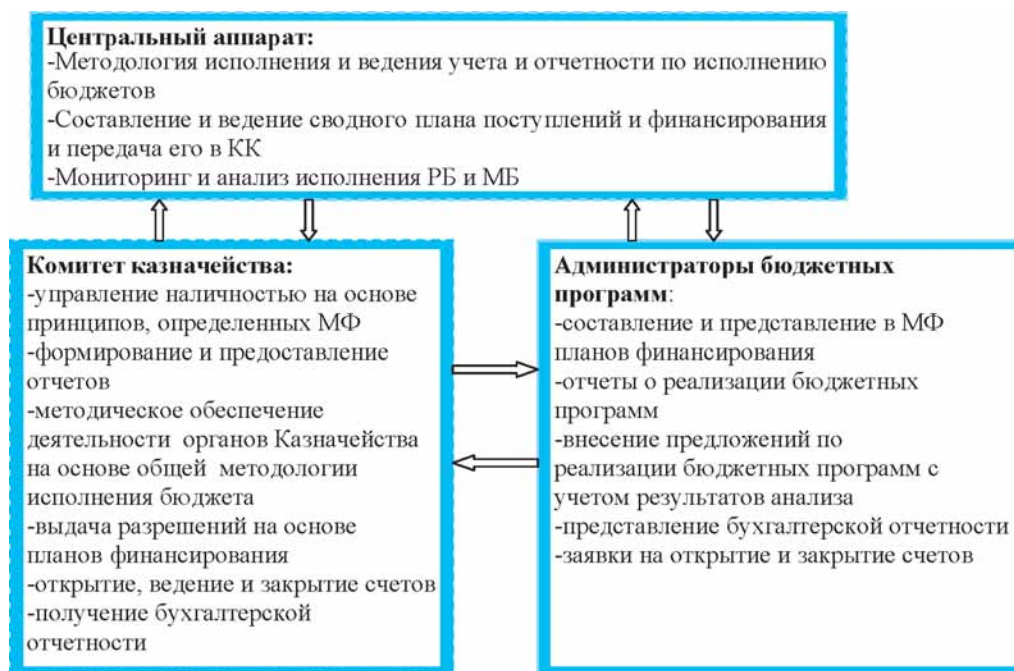 Центральный аппарат:
-Методология исполнения и ведения учета и отчетности по исполнению
бюджетов
-Составление и ведение сводного плана поступлений и финансирования
и передача его в КК
-Мониторинг и анализ исполнения РБ и МБ
Комитет казначейства:
-управление наличностью на основе
принципов, определенных МФ
-формирование и предоставление
отчетов
-методическое обеспечение
деятельности органов Казначейства
на основе общей методологии
исполнения бюджета
-выдача разрешений на основе
планов финансирования
-открытие, ведение и закрытие счетов
-получение бухгалтерской
отчетности
Администраторы бюджетных
программ:
-составление и представление в МФ
планов финансирования
-отчеты о реализации бюджетных
программ
-внесение предложений по
реализации бюджетных программ с
учетом результатов анализа
-представление бухгалтерской отчетности
-заявки на открытие и закрытие счетов